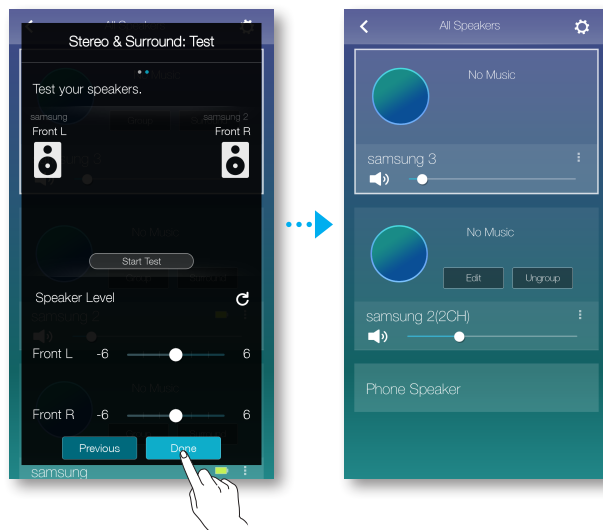 All Speakers
Stereo & Surround: Test
Test your speakers.
samsung
Front L
samsung 2
Front R
Start Test
Speaker Level
Front L -6 6
Front R -6 6
Previous Done
samsung
All Speakers
No Music
samsung 3
No Music
Edit Ungroup
samsung 2(2CH)
Phone Speaker